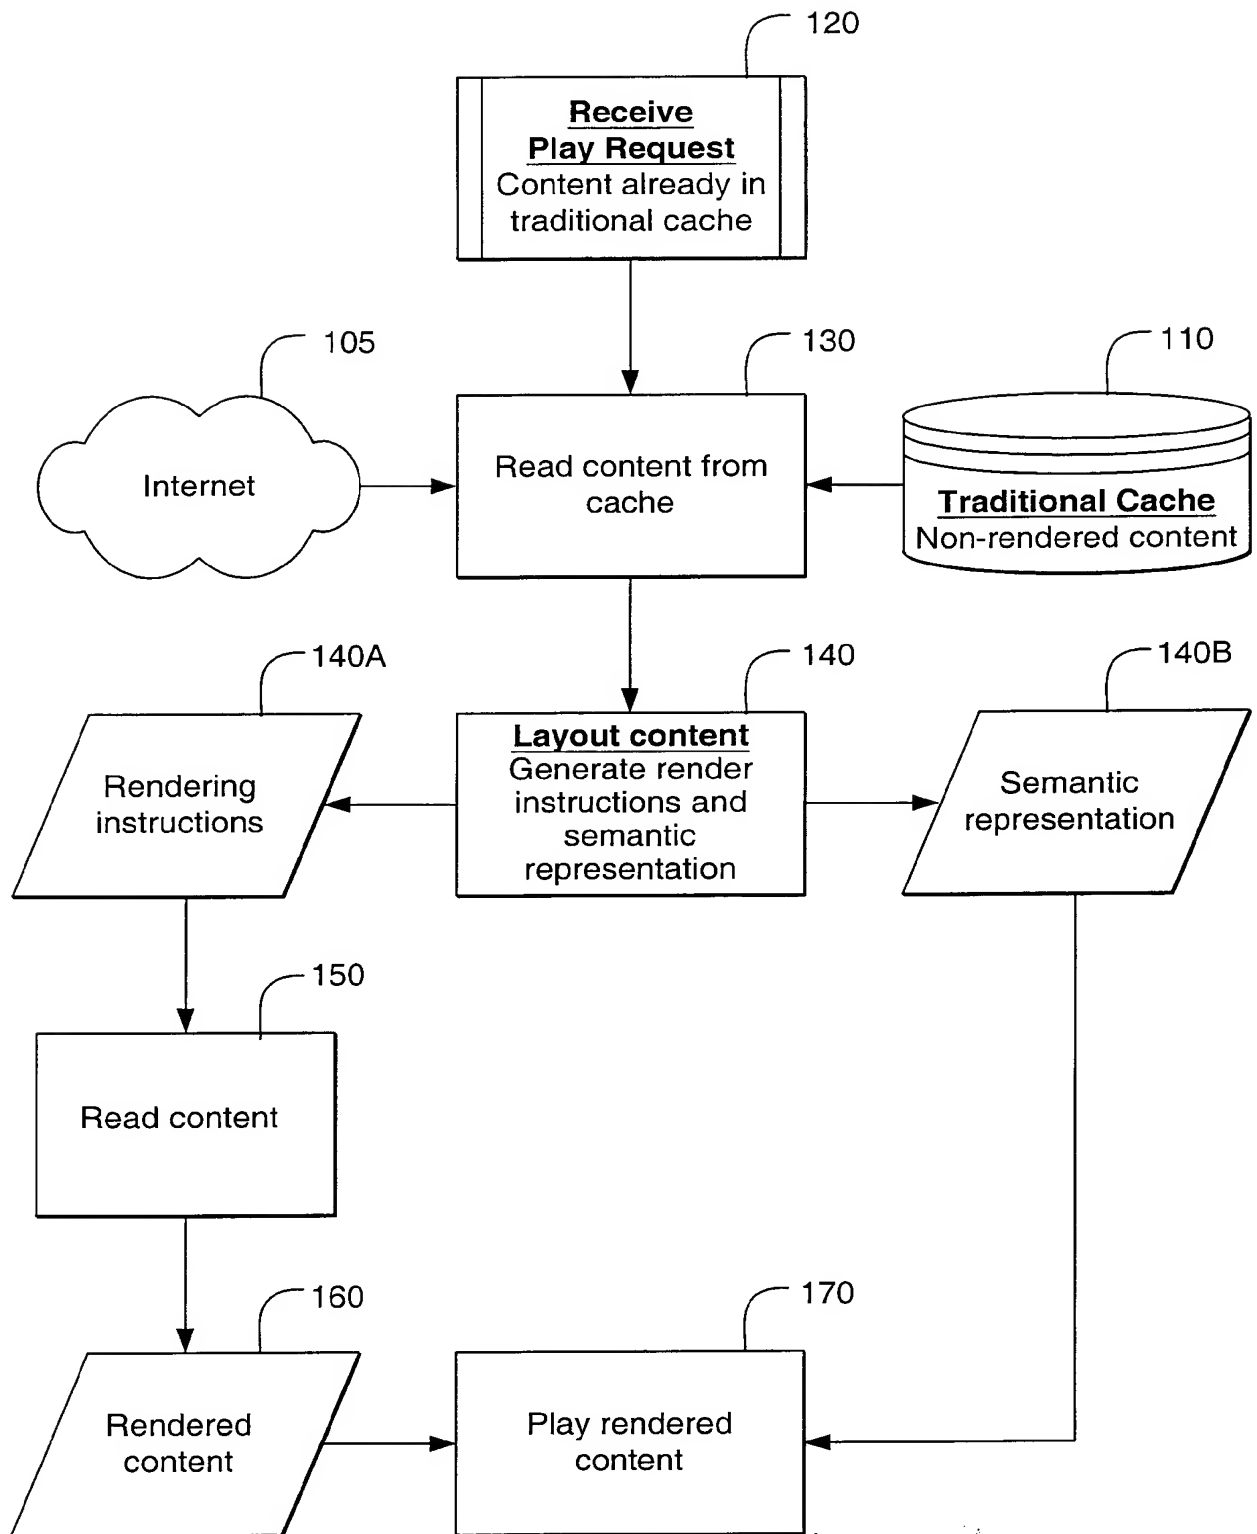 120
Receive
Play Request
Content already in
traditional cache
105
130
110
Internet
Read content from
cache
Traditional Cache
Non-rendered content
140A
140
140B
Rendering
instructions
Layout content
Generate render
instructions and
semantic
representation
Semantic
representation
150
Read content
160
170
Rendered
content
Play rendered
content